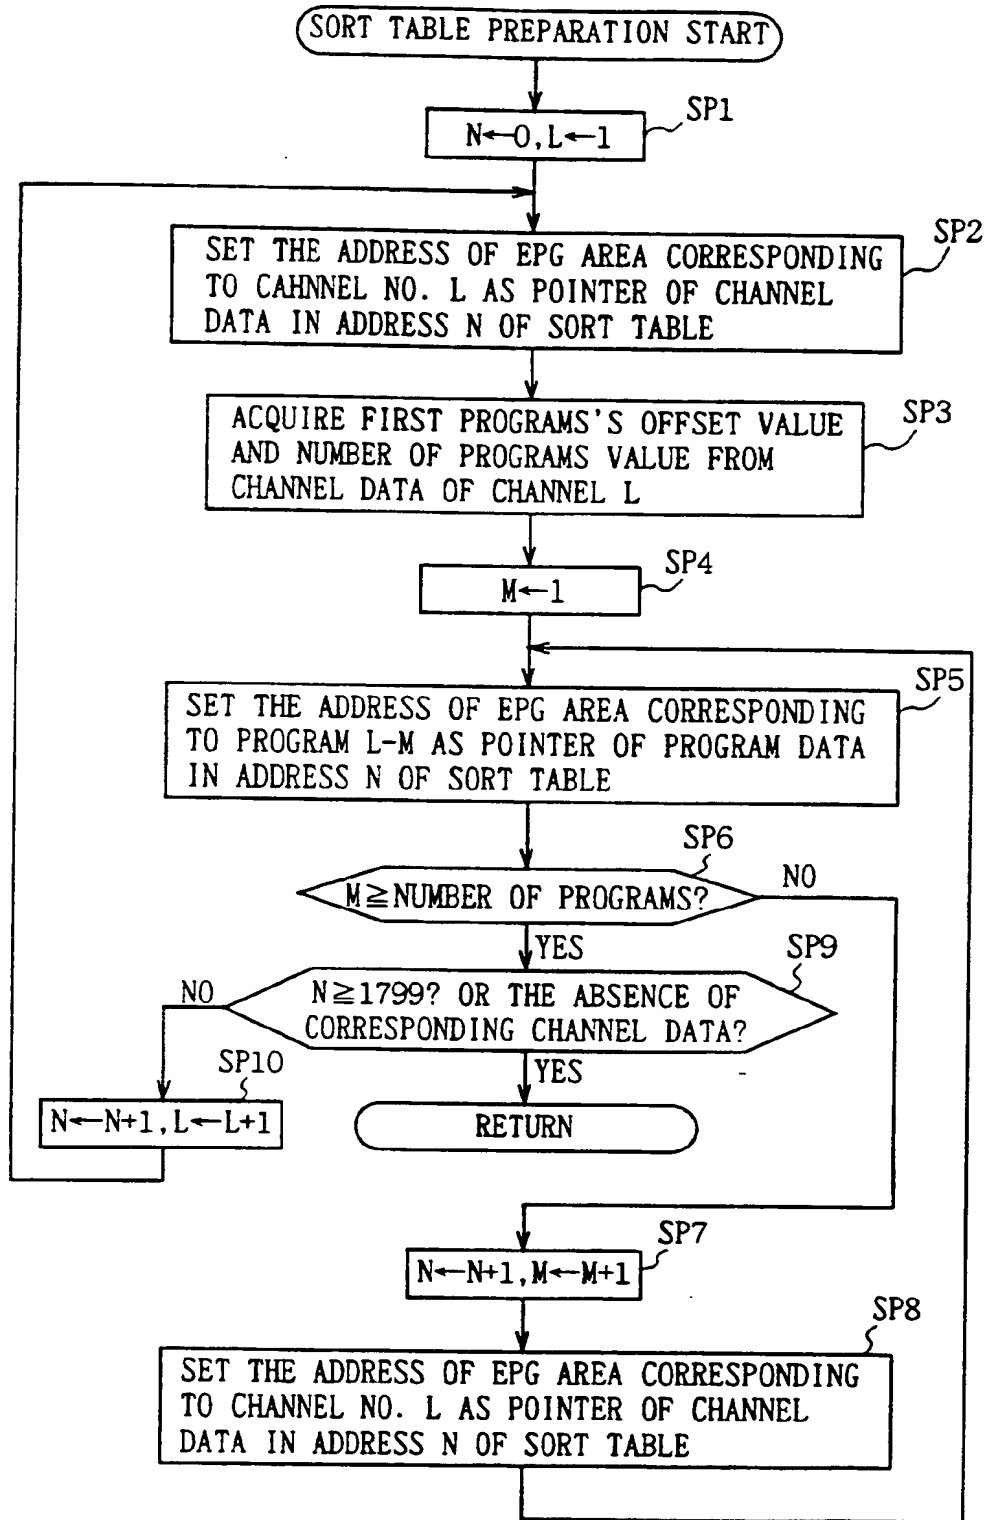 SORT TABLE PREPARATION START
SP1
N←0,L←1
SP2
SET THE ADDRESS OF EPG AREA CORRESPONDING
TO CAHNNEL NO. L AS POINTER OF CHANNEL
DATA IN ADDRESS N OF SORT TABLE
SP3
ACQUIRE FIRST PROGRAMS'S OFFSET VALUE
AND NUMBER OF PROGRAMS VALUE FROM
CHANNEL DATA OF CHANNEL L
SP4
M←1
SP5
SET THE ADDRESS OF EPG AREA CORRESPONDING
TO PROGRAM L-M AS POINTER OF PROGRAM DATA
IN ADDRESS N OF SORT TABLE
SP6
M≧NUMBER OF PROGRAMS?
NO
YES
SP9
N≧1799? OR THE ABSENCE OF
CORRESPONDING CHANNEL DATA?
NO
YES
SP10
N←N+1,L←L+1
RETURN
SP7
N←N+1,M←M+1
SP8
SET THE ADDRESS OF EPG AREA CORRESPONDING
TO CHANNEL NO. L AS POINTER OF CHANNEL
DATA IN ADDRESS N OF SORT TABLE